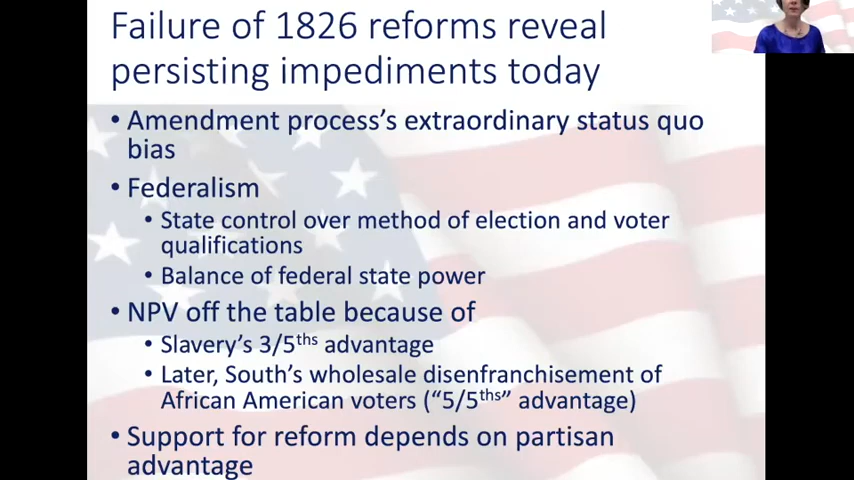 Failure of 1826 reforms reveal
persisting impediments today
• Amendment process’s extraordinary status quo
bias
• Federalism
• State control over method of election and voter
qualifications
• Balance of federal state power
• NPV off the table because of
• Slavery’s 3/5ths advantage
• Later, South’s wholesale disenfranchisement of
African American voters (“5/5ths” advantage)
• Support for reform depends on partisan
advantage